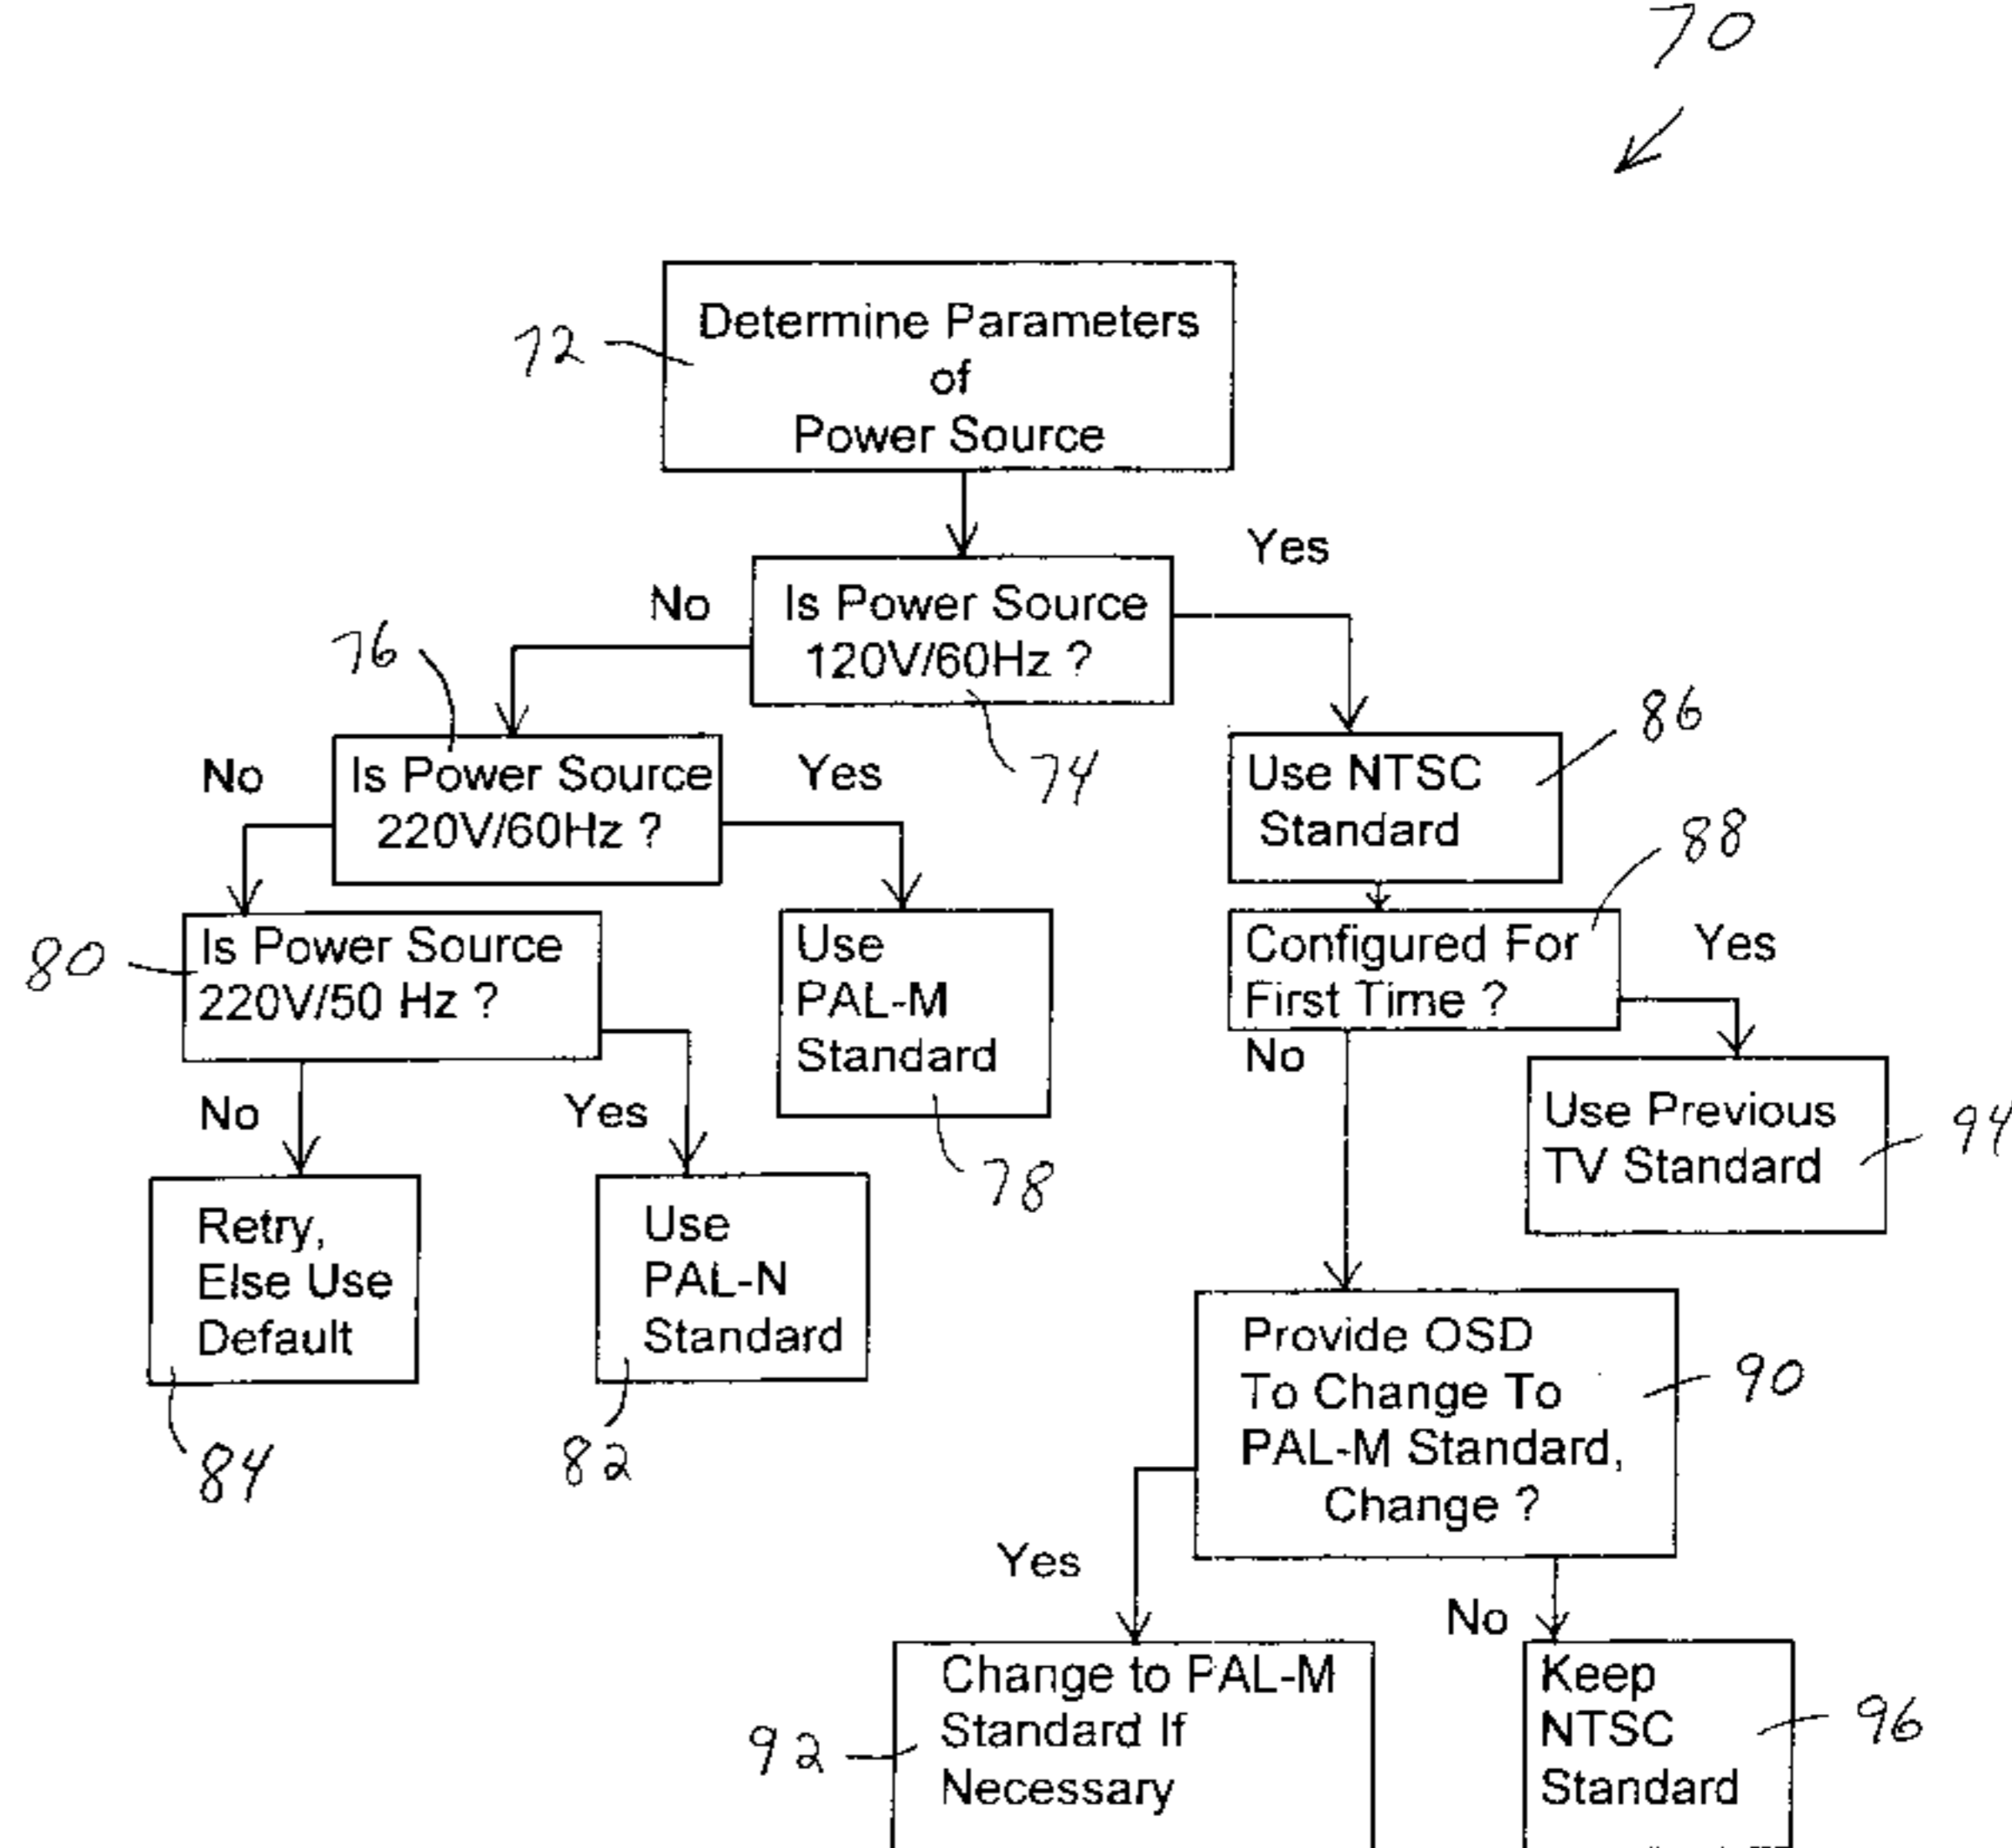 70
Determine Parameters
of
Power Source
72
Yes
No
Is Power Source
120V/60Hz ?
74
76
No
Is Power Source
220V/60Hz ?
Yes
Use NTSC
Standard
86
88
80
Is Power Source
220V/50 Hz ?
Use
PAL-M
Standard
78
Configured For
First Time ?
Yes
No
No
Yes
Use Previous
TV Standard
94
Retry,
Else Use
Default
84
Use
PAL-N
Standard
82
Provide OSD
To Change To
PAL-M Standard,
Change ?
90
Yes
No
Change to PAL-M
Standard If
Necessary
92
Keep
NTSC
Standard
96